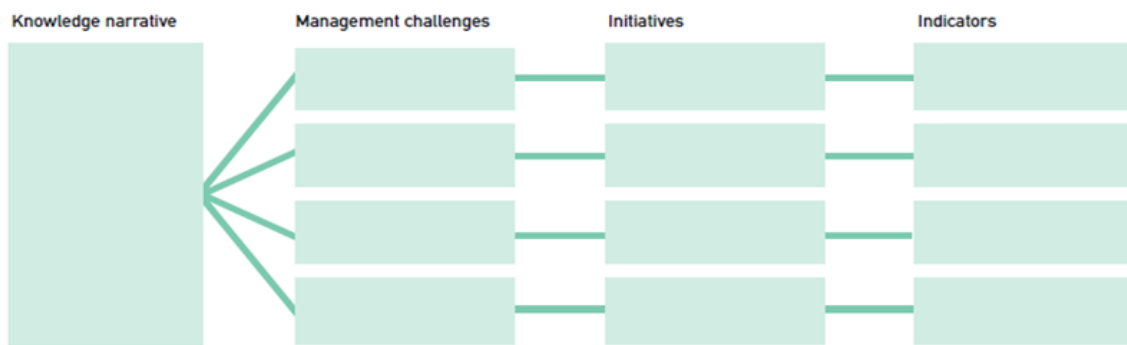 Knowledge narrative
Management challenges
Initiatives
Indicators